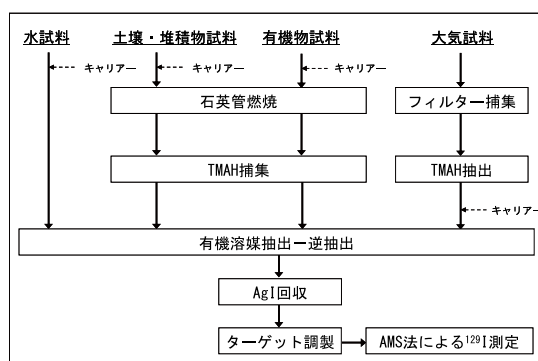 水試料 土壌・堆積物試料 有機物試料 大気試料
キャリアー キャリアー キャリアー
石英管燃焼 フィルター捕集
TMAH捕集 TMAH抽出
キャリアー
有機溶媒抽出ー逆抽出
AgI回収
ターゲット調製 AMS法による¹²⁹I測定